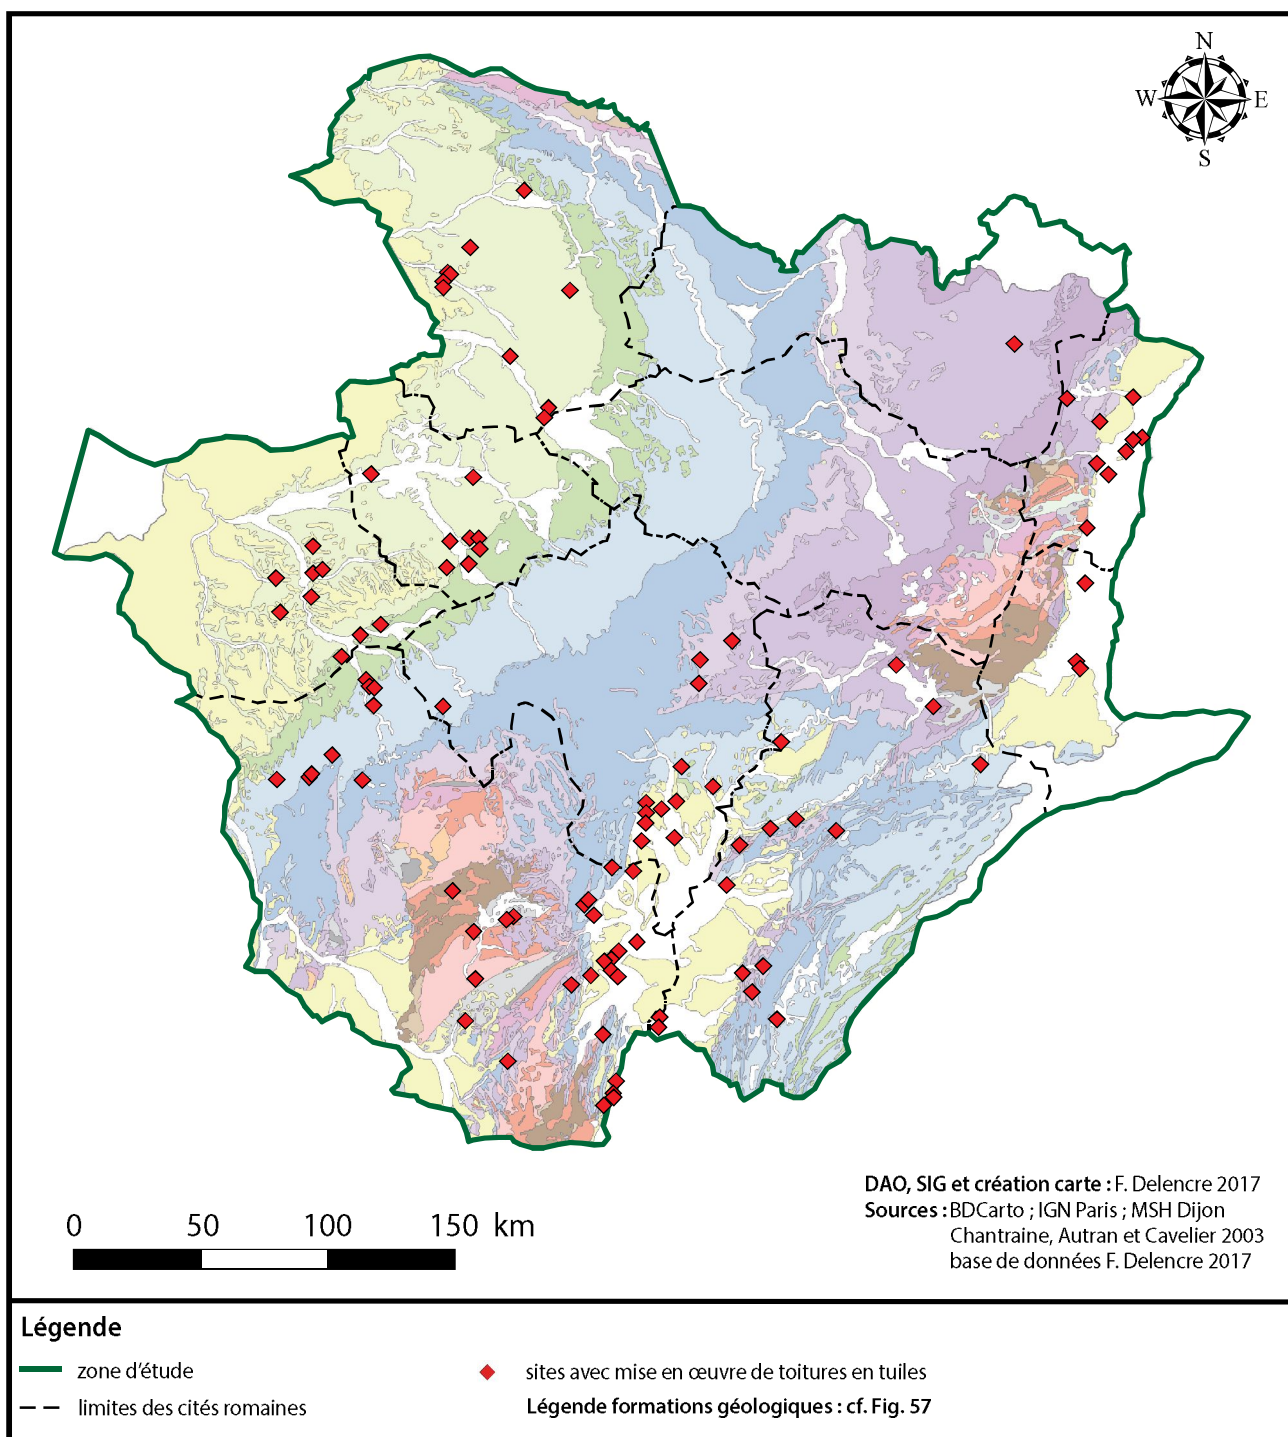 N
W E
S
DAO, SIG et création carte : F. Delencre 2017
Sources : BDCarto ; IGN Paris ; MSH Dijon
Chantraine, Autran et Cavelier 2003
base de données F. Delencre 2017
0 50 100 150 km
Légende
zone d'étude
sites avec mise en œuvre de toitures en tuiles
limites des cités romaines
Légende formations géologiques : cf. Fig. 57